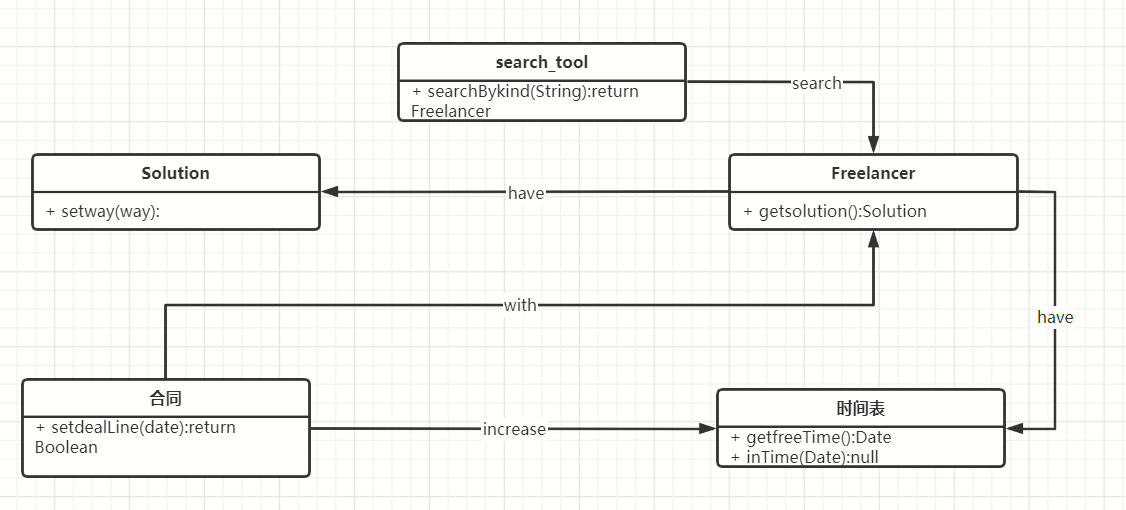 search_tool
+ searchBykind(String):return
Freelancer
search
Solution
+ setway(way):
have
Freelancer
+ getsolution():Solution
with
have
合同
+ setdealLine(date):return
Boolean
increase
时间表
+ getfreeTime():Date
+ inTime(Date):null